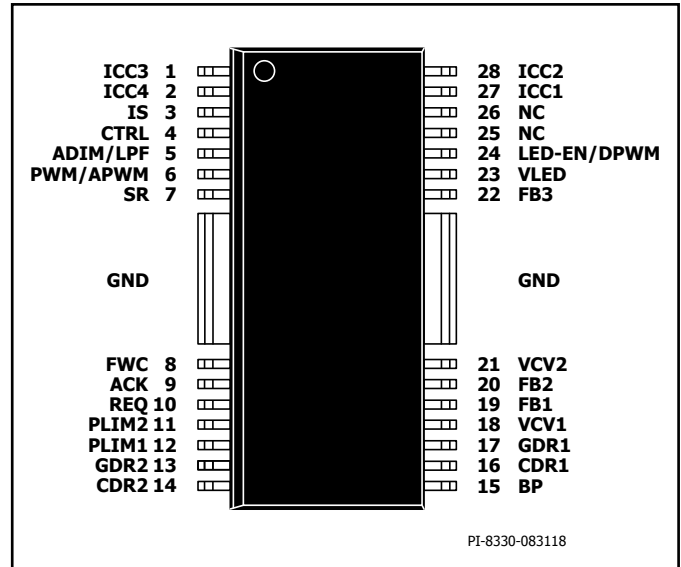 ICC3 1
ICC4 2
IS 3
CTRL 4
ADIM/LPF 5
PWM/APWM 6
SR 7
GND
FWC 8
ACK 9
REQ 10
PLIM2 11
PLIM1 12
GDR2 13
CDR2 14
28 ICC2
27 ICC1
26 NC
25 NC
24 LED-EN/DPWM
23 VLED
22 FB3
GND
21 VCV2
20 FB2
19 FB1
18 VCV1
17 GDR1
16 CDR1
15 BP
PI-8330-083118